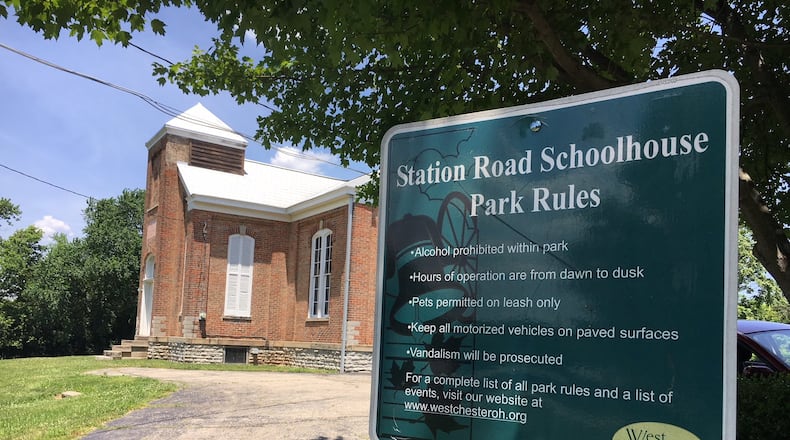 Station Road Schoolhouse
Park Rules
•Alcohol prohibited within park
•Hours of operation are from dawn to dusk
•Pets permitted on leash only
•Keep all motorized vehicles on paved surfaces
•Vandalism will be prosecuted
For a complete list of all park rules and a list of
events, visit our website at
www.westchesteroh.org
West